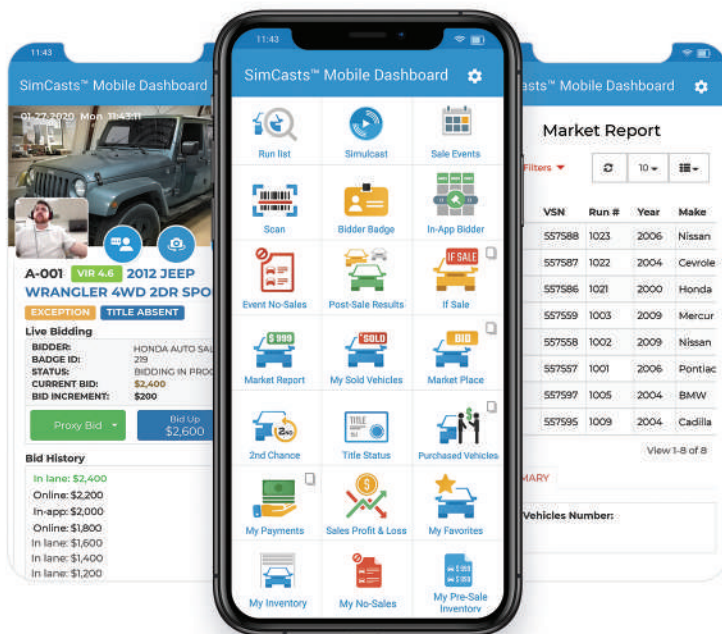 11:43
SimCasts™ Mobile Dashboard
01-27-2020 Mon 11:43:11
A-001 VIR 4.6 2012 JEEP
WRANGLER 4WD 2DR SPO
EXCEPTION TITLE ABSENT
Live Bidding
BIDDER: HONDA AUTO SAL
BADGE ID: 219
STATUS: BIDDING IN PROC
CURRENT BID: $2,400
BID INCREMENT: $200
Proxy Bid
Bid Up
$2,600
Bid History
In lane: $2,400
Online: $2,200
In-app: $2,000
Online: $1,800
In lane: $1,600
In lane: $1,400
In lane: $1,200
11:43
SimCasts™ Mobile Dashboard
Run list
Simulcast
Sale Events
Scan
Bidder Badge
In-App Bidder
IF SALE
Event No-Sales
Post-Sale Results
If Sale
$ 999
SOLD
BID
Market Report
My Sold Vehicles
Market Place
2ND
TITLE
2nd Chance
Title Status
Purchased Vehicles
My Payments
Sales Profit & Loss
My Favorites
My Inventory
My No-Sales
My Pre-Sale
Inventory
asts™ Mobile Dashboard
Market Report
Filters
10
VSN Run # Year Make
557588 1023 2006 Nissan
557587 1022 2004 Cevrole
557586 1021 2000 Honda
557559 1003 2009 Mercur
557558 1002 2009 Nissan
557557 1001 2006 Pontiac
557597 1005 2004 BMW
557595 1009 2004 Cadilla
View 1-8 of 8
MARY
Vehicles Number: